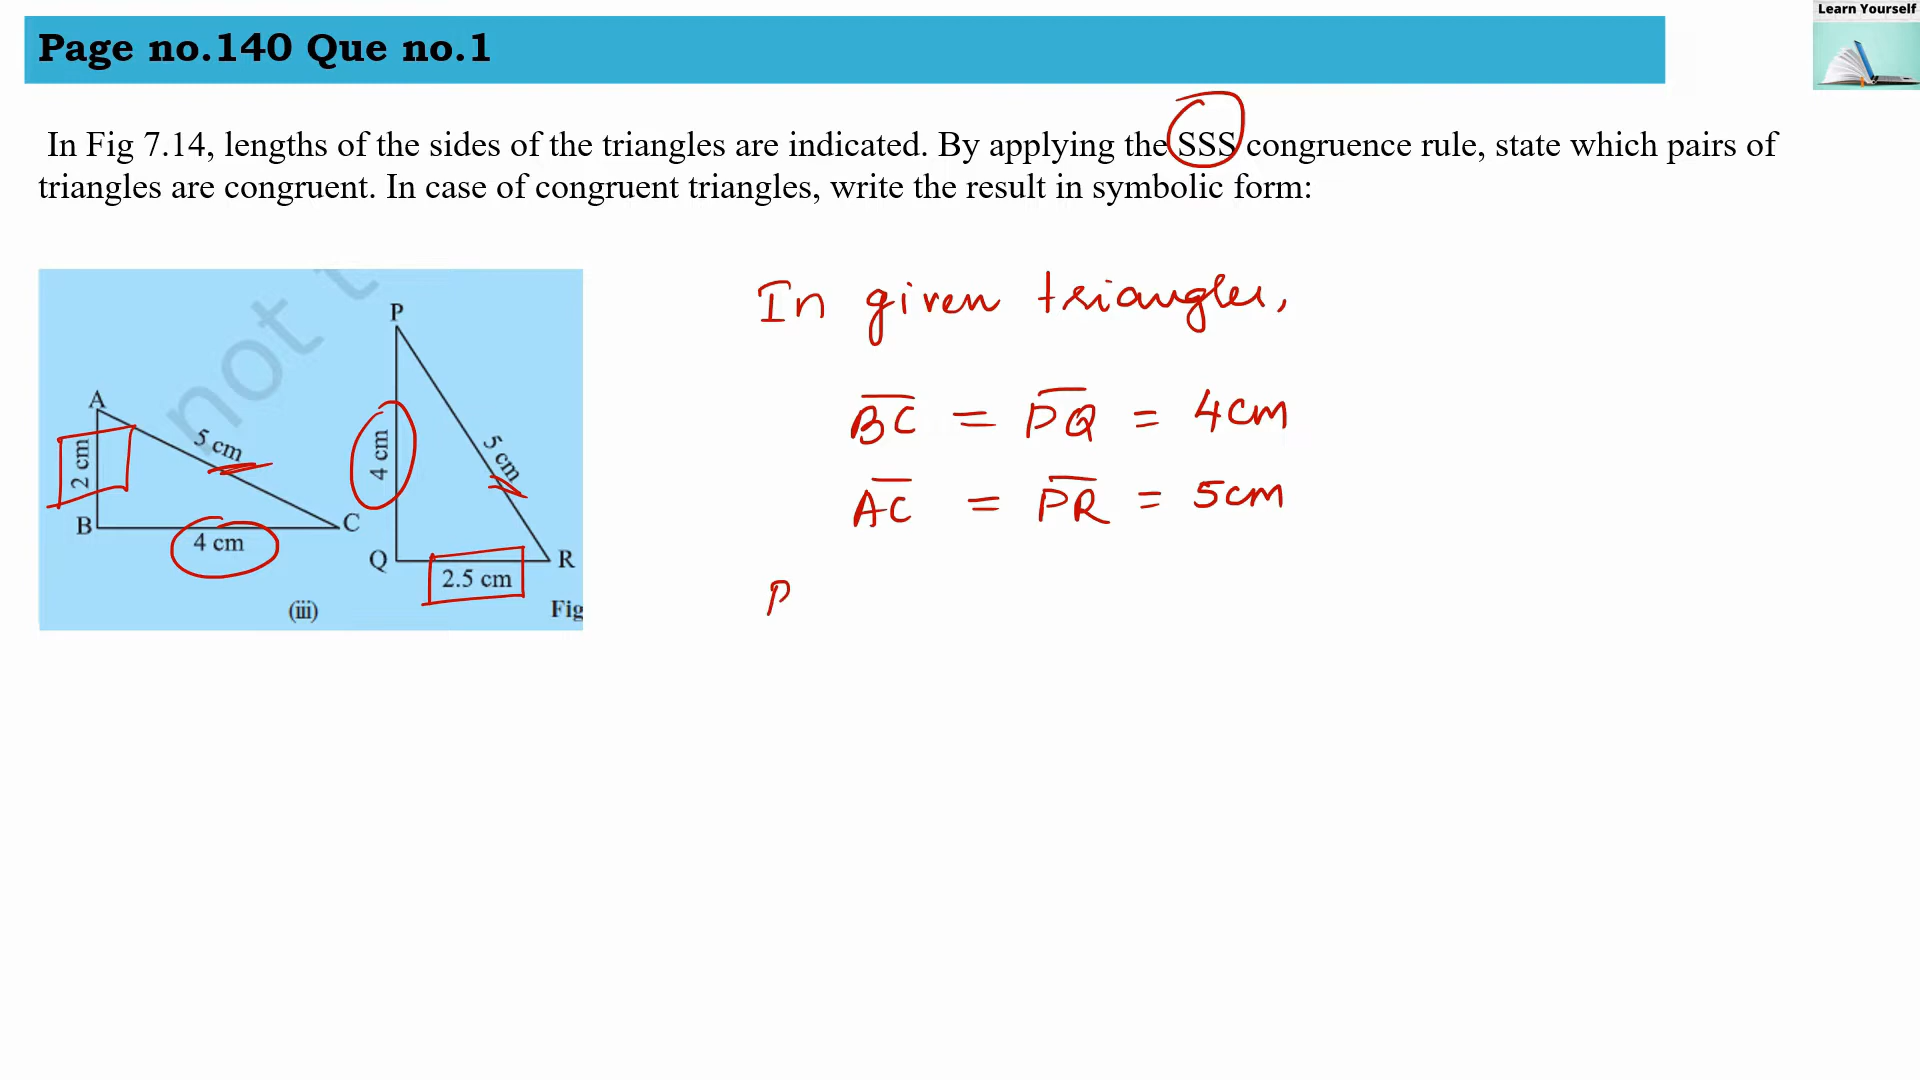 Learn Yourself
Page no.140 Que no.1
In Fig 7.14, lengths of the sides of the triangles are indicated. By applying the SSS congruence rule, state which pairs of
triangles are congruent. In case of congruent triangles, write the result in symbolic form:
not t
P
A
5 cm
2 cm
B
4 cm
C
4 cm
5 cm
Q
2.5 cm
R
(iii)
Fig
In given triangles,
BC = PQ = 4cm
AC = PR = 5cm